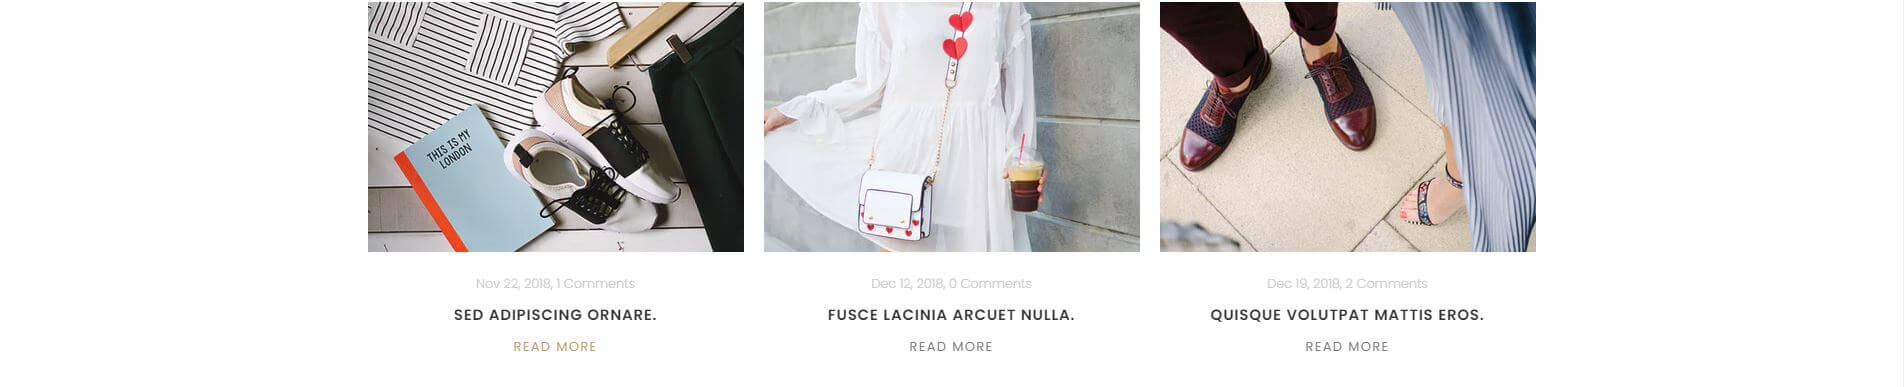 THIS IS MY
LONDON
Nov 22, 2018, 1 Comments
SED ADIPISCING ORNARE.
READ MORE
Dec 12, 2018, 0 Comments
FUSCE LACINIA ARCUET NULLA.
READ MORE
Dec 19, 2018, 2 Comments
QUISQUE VOLUTPAT MATTIS EROS.
READ MORE